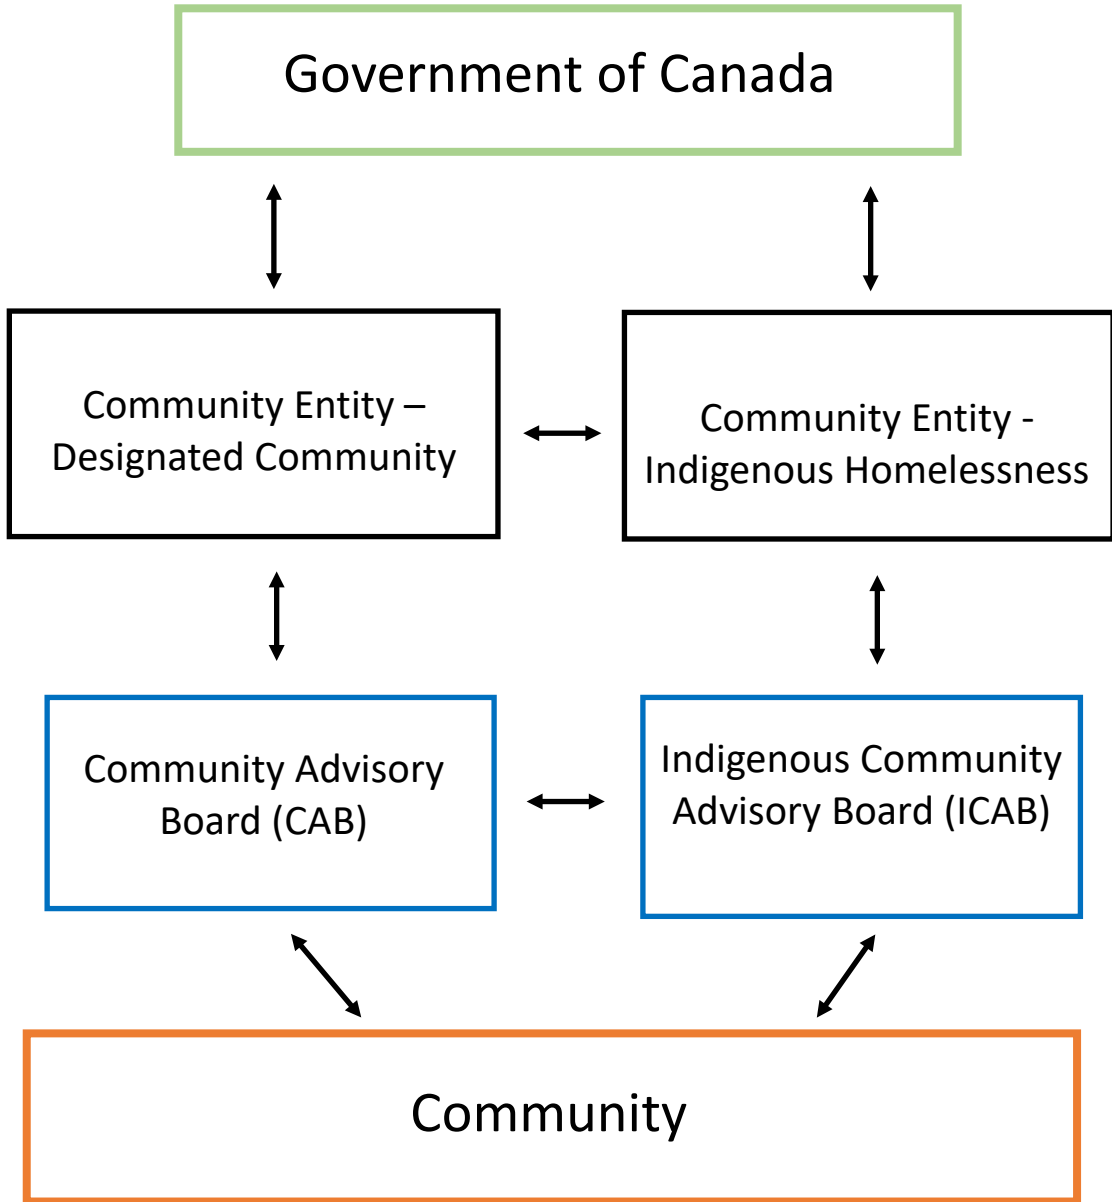 Government of Canada
Community Entity –
Designated Community
Community Entity -
Indigenous Homelessness
Community Advisory
Board (CAB)
Indigenous Community
Advisory Board (ICAB)
Community